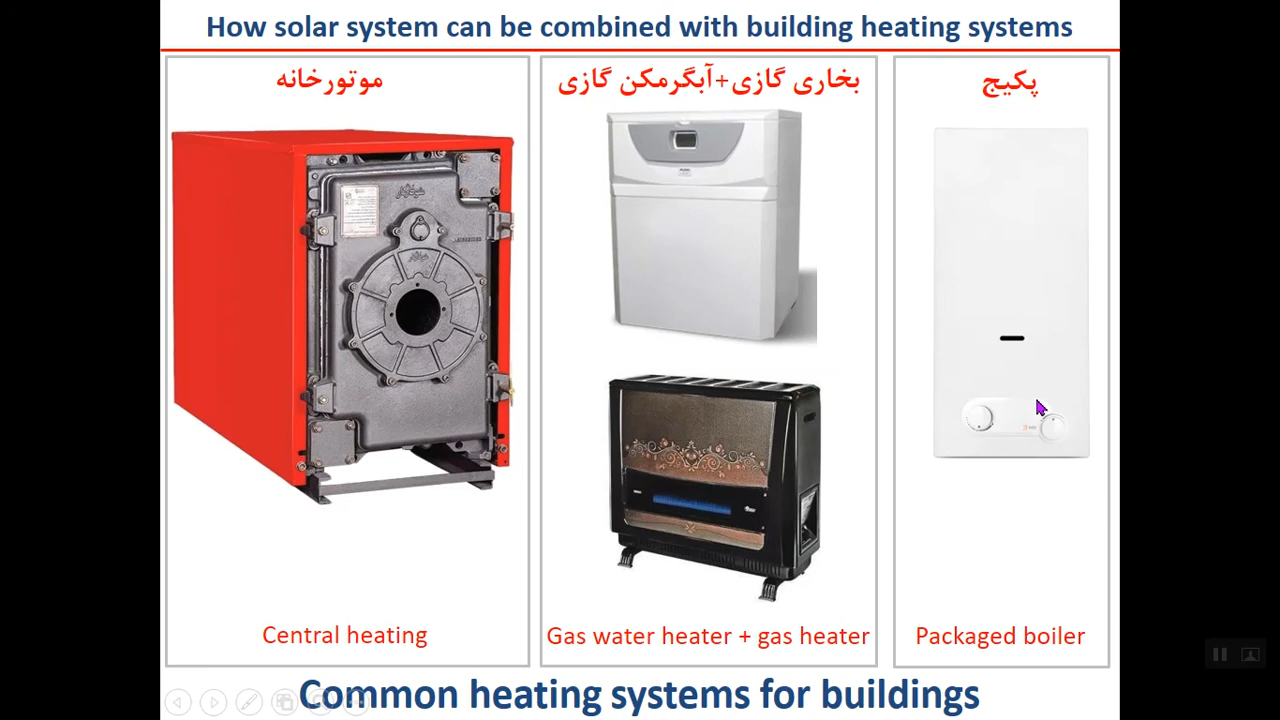 How solar system can be combined with building heating systems
موتورخانه
بخاری گازی+آبگرمکن گازی
پکیج
Central heating
Gas water heater + gas heater
Packaged boiler
Common heating systems for buildings